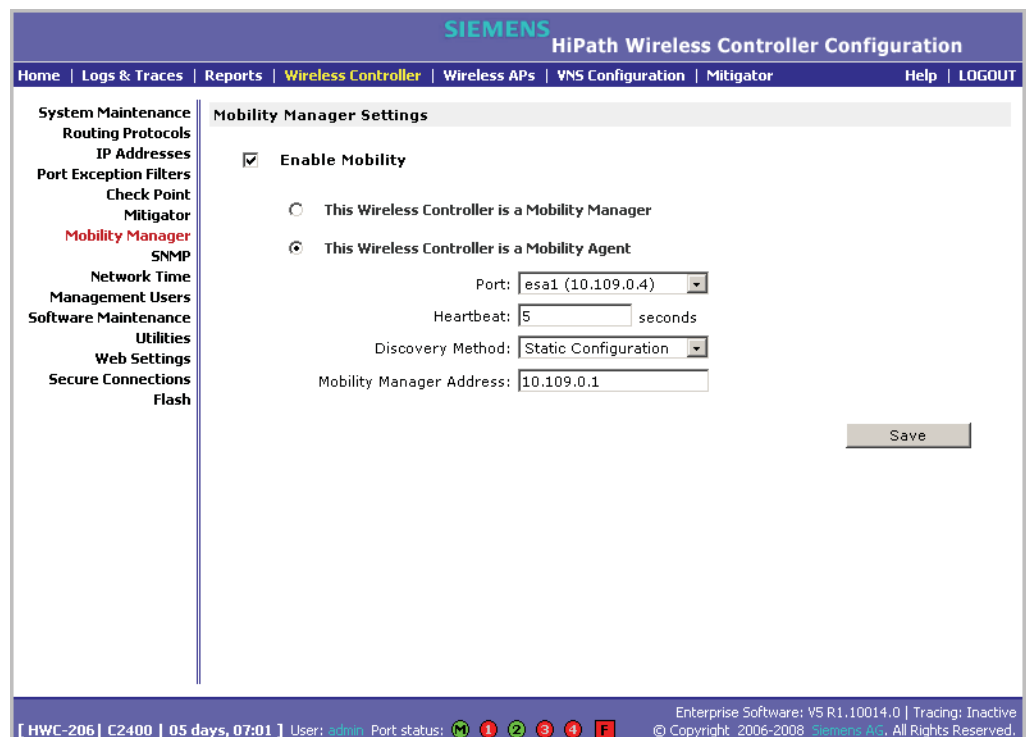 SIEMENS
HiPath Wireless Controller Configuration
Home | Logs & Traces | Reports | Wireless Controller | Wireless APs | VNS Configuration | Mitigator Help | LOGOUT
System Maintenance
Routing Protocols
IP Addresses
Port Exception Filters
Check Point
Mitigator
Mobility Manager
SNMP
Network Time
Management Users
Software Maintenance
Utilities
Web Settings
Secure Connections
Flash
Mobility Manager Settings
Enable Mobility
This Wireless Controller is a Mobility Manager
This Wireless Controller is a Mobility Agent
Port: esa1 (10.109.0.4)
Heartbeat: 5 seconds
Discovery Method: Static Configuration
Mobility Manager Address: 10.109.0.1
Save
Enterprise Software: V5 R1.10014.0 | Tracing: Inactive
[ HWC-206 | C2400 | 05 days, 07:01 ] User: admin Port status: M 1 2 3 4 F © Copyright 2006-2008 Siemens AG. All Rights Reserved.